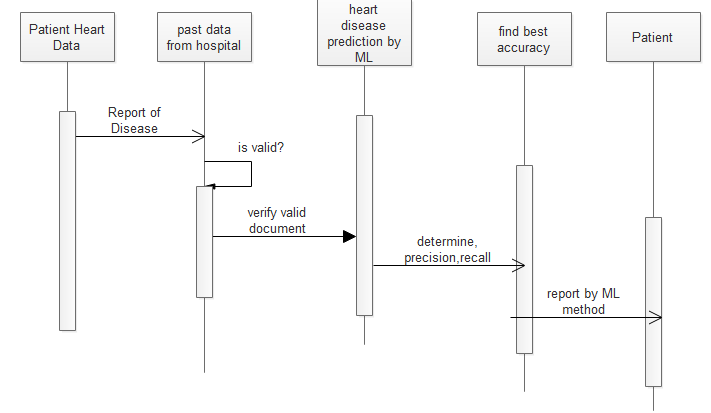 Patient Heart
Data
past data
from hospital
heart
disease
prediction by
ML
find best
accuracy
Patient
Report of
Disease
is valid?
verify valid
document
determine,
precision,recall
report by ML
method